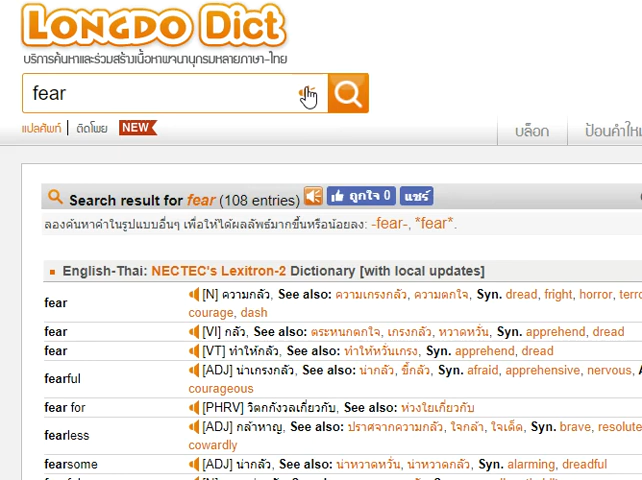 LONGDO Dict
บริการค้นหาและร่วมสร้างเนื้อหาพจนานุกรมหลายภาษา-ไทย
fear
แปลศัพท์ | ติดโพย NEW
บล็อก ป้อนคำใหม
Search result for fear (108 entries) ถูกใจ 0 แชร์
ลองค้นหาคำในรูปแบบอื่นๆ เพื่อให้ได้ผลลัพธ์มากขึ้นหรือน้อยลง: -fear-, *fear*.
English-Thai: NECTEC's Lexitron-2 Dictionary [with local updates]
fear [N] ความกลัว, See also: ความเกรงกลัว, ความตกใจ, Syn. dread, fright, horror, terro
courage, dash
fear [VI] กลัว, See also: ตระหนกตกใจ, เกรงกลัว, หวาดหวั่น, Syn. apprehend, dread
fear [VT] ทำให้กลัว, See also: ทำให้หวั่นเกรง, Syn. apprehend, dread
fearful [ADJ] น่าเกรงกลัว, See also: น่ากลัว, ขี้กลัว, Syn. afraid, apprehensive, nervous, A
courageous
fear for [PHRV] วิตกกังวลเกี่ยวกับ, See also: ห่วงใยเกี่ยวกับ
fearless [ADJ] กล้าหาญ, See also: ปราศจากความกลัว, ใจกล้า, ใจเด็ด, Syn. brave, resolute
cowardly
fearsome [ADJ] น่ากลัว, See also: น่าหวาดหวั่น, น่าหวาดกลัว, Syn. alarming, dreadful